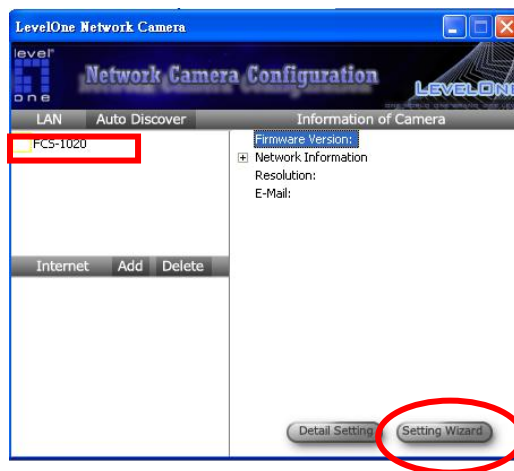 LevelOne Network Camera
level
one
Network Camera Configuration
LEVELONE
LAN Auto Discover
Information of Camera
FCS-1020
Firmware Version:
Network Information
Resolution:
E-Mail:
Internet Add Delete
Detail Setting Setting Wizard